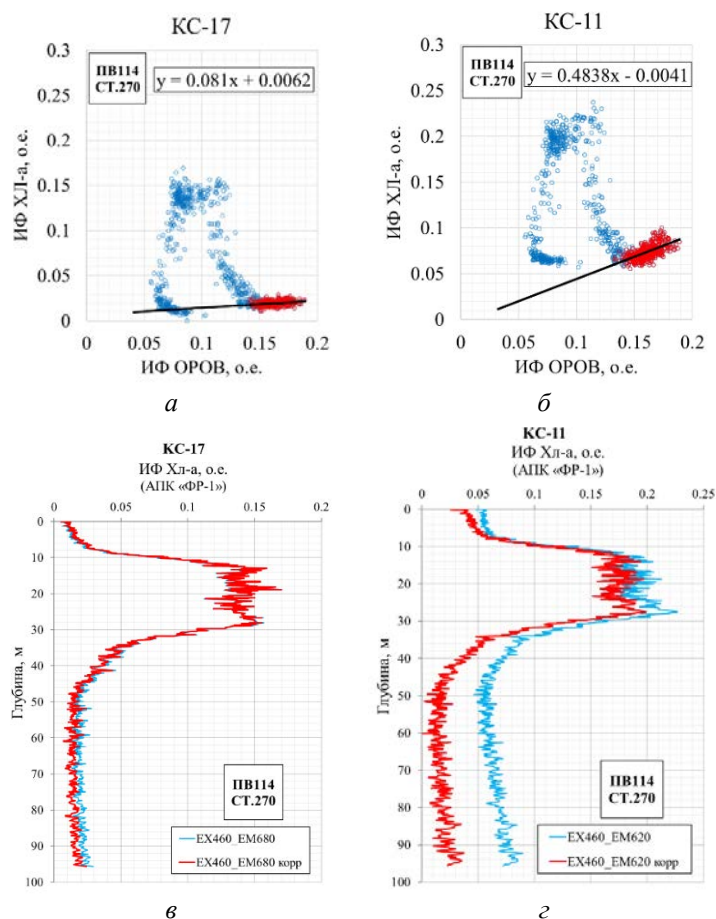 КС-17
ИФ ХЛ-а, о.е.
0.3
0.25
0.2
0.15
0.1
0.05
0
ПВ114
СТ.270
y = 0.081x + 0.0062
0 0.05 0.1 0.15 0.2
ИФ ОРОВ, о.е.
а
КС-11
ИФ ХЛ-а, о.е.
0.3
0.25
0.2
0.15
0.1
0.05
0
ПВ114
СТ.270
y = 0.4838x - 0.0041
0 0.05 0.1 0.15 0.2
ИФ ОРОВ, о.е.
б
КС-17
ИФ Хл-а, о.е.
(АПК «ФР-1»)
0 0.05 0.1 0.15 0.2
Глубина, м
0
10
20
30
40
50
60
70
80
90
100
ПВ114
СТ.270
EX460_EM680
EX460_EM680 корр
в
КС-11
ИФ Хл-а, о.е.
(АПК «ФР-1»)
0 0.05 0.1 0.15 0.2 0.25
Глубина, м
0
10
20
30
40
50
60
70
80
90
100
ПВ114
СТ.270
EX460_EM620
EX460_EM620 корр
г